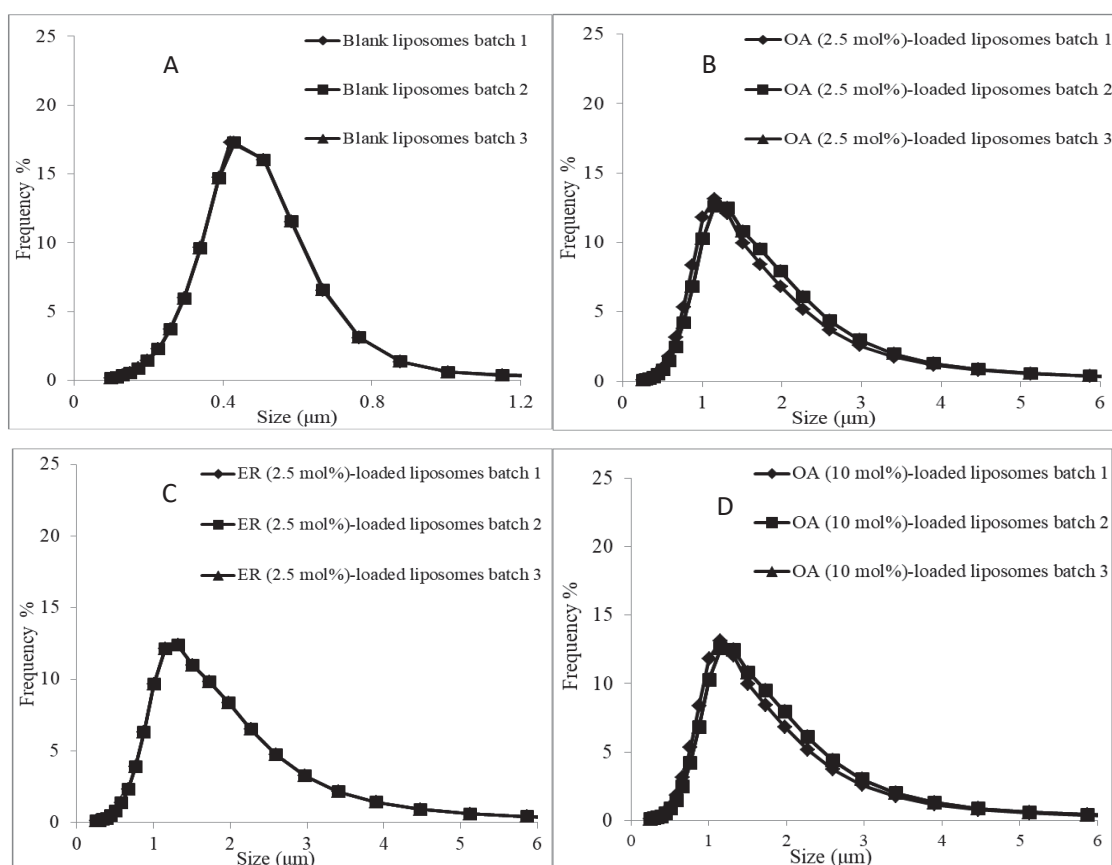 A
Blank liposomes batch 1
Blank liposomes batch 2
Blank liposomes batch 3
Frequency %
25
20
15
10
5
0
0
0.4
0.8
1.2
Size (μm)
B
OA (2.5 mol%)-loaded liposomes batch 1
OA (2.5 mol%)-loaded liposomes batch 2
OA (2.5 mol%)-loaded liposomes batch 3
Frequency %
25
20
15
10
5
0
0
1
2
3
4
5
6
Size (μm)
C
ER (2.5 mol%)-loaded liposomes batch 1
ER (2.5 mol%)-loaded liposomes batch 2
ER (2.5 mol%)-loaded liposomes batch 3
Frequency %
25
20
15
10
5
0
0
1
2
3
4
5
6
Size (μm)
D
OA (10 mol%)-loaded liposomes batch 1
OA (10 mol%)-loaded liposomes batch 2
OA (10 mol%)-loaded liposomes batch 3
Frequency %
25
20
15
10
5
0
0
1
2
3
4
5
6
Size (μm)